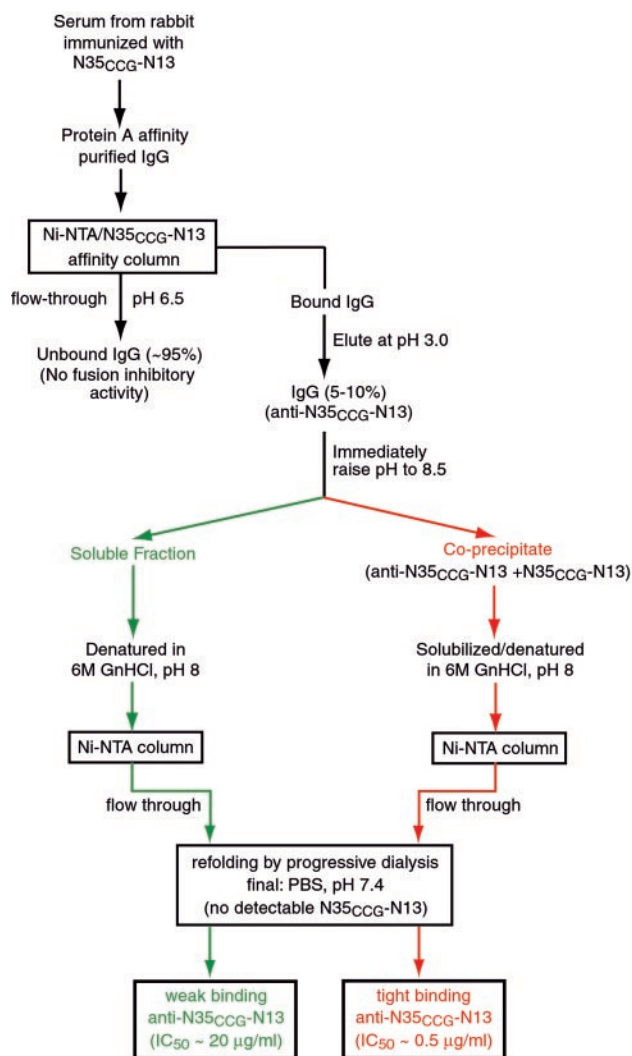 Serum from rabbit
immunized with
N35CCG-N13
Protein A affinity
purified IgG
Ni-NTA/N35CCG-N13
affinity column
flow-through
pH 6.5
Bound IgG
Elute at pH 3.0
Unbound IgG (~95%)
(No fusion inhibitory
activity)
IgG (5-10%)
(anti-N35CCG-N13)
Immediately
raise pH to 8.5
Soluble Fraction
Co-precipitate
(anti-N35CCG-N13 +N35CCG-N13)
Denatured in
6M GnHCl, pH 8
Solubilized/denatured
in 6M GnHCl, pH 8
Ni-NTA column
Ni-NTA column
flow through
flow through
refolding by progressive dialysis
final: PBS, pH 7.4
(no detectable N35CCG-N13)
weak binding
anti-N35CCG-N13
(IC50 ~ 20 µg/ml)
tight binding
anti-N35CCG-N13
(IC50 ~ 0.5 µg/ml)